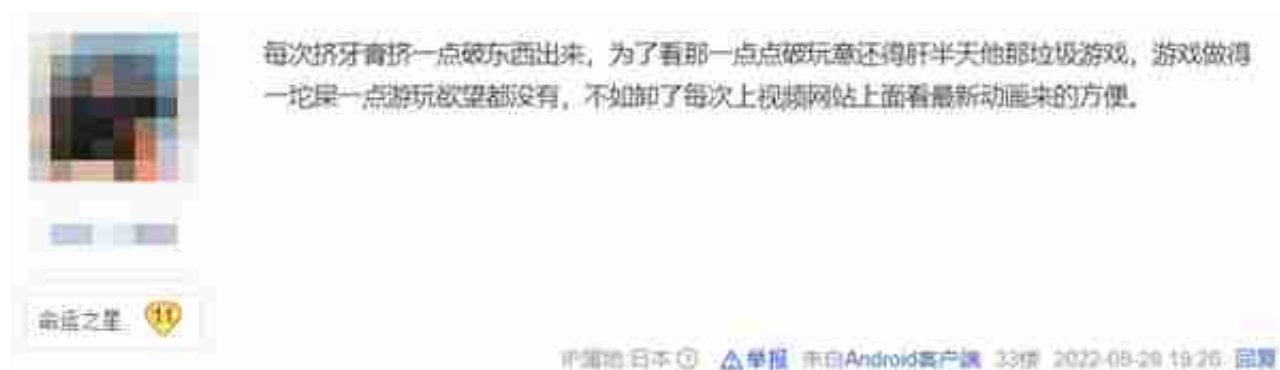 每次挤牙膏挤一点破东西出来，为了看那一点点破玩意还得肝半天他那垃圾游戏，游戏做得
一坨屎一点游玩欲望都没有，不如卸了每次上视频网站上面看最新动画来的方便。
命运之星 11
IP属地:日本 举报 来自Android客户端 33楼 2022-08-28 19:26 回复